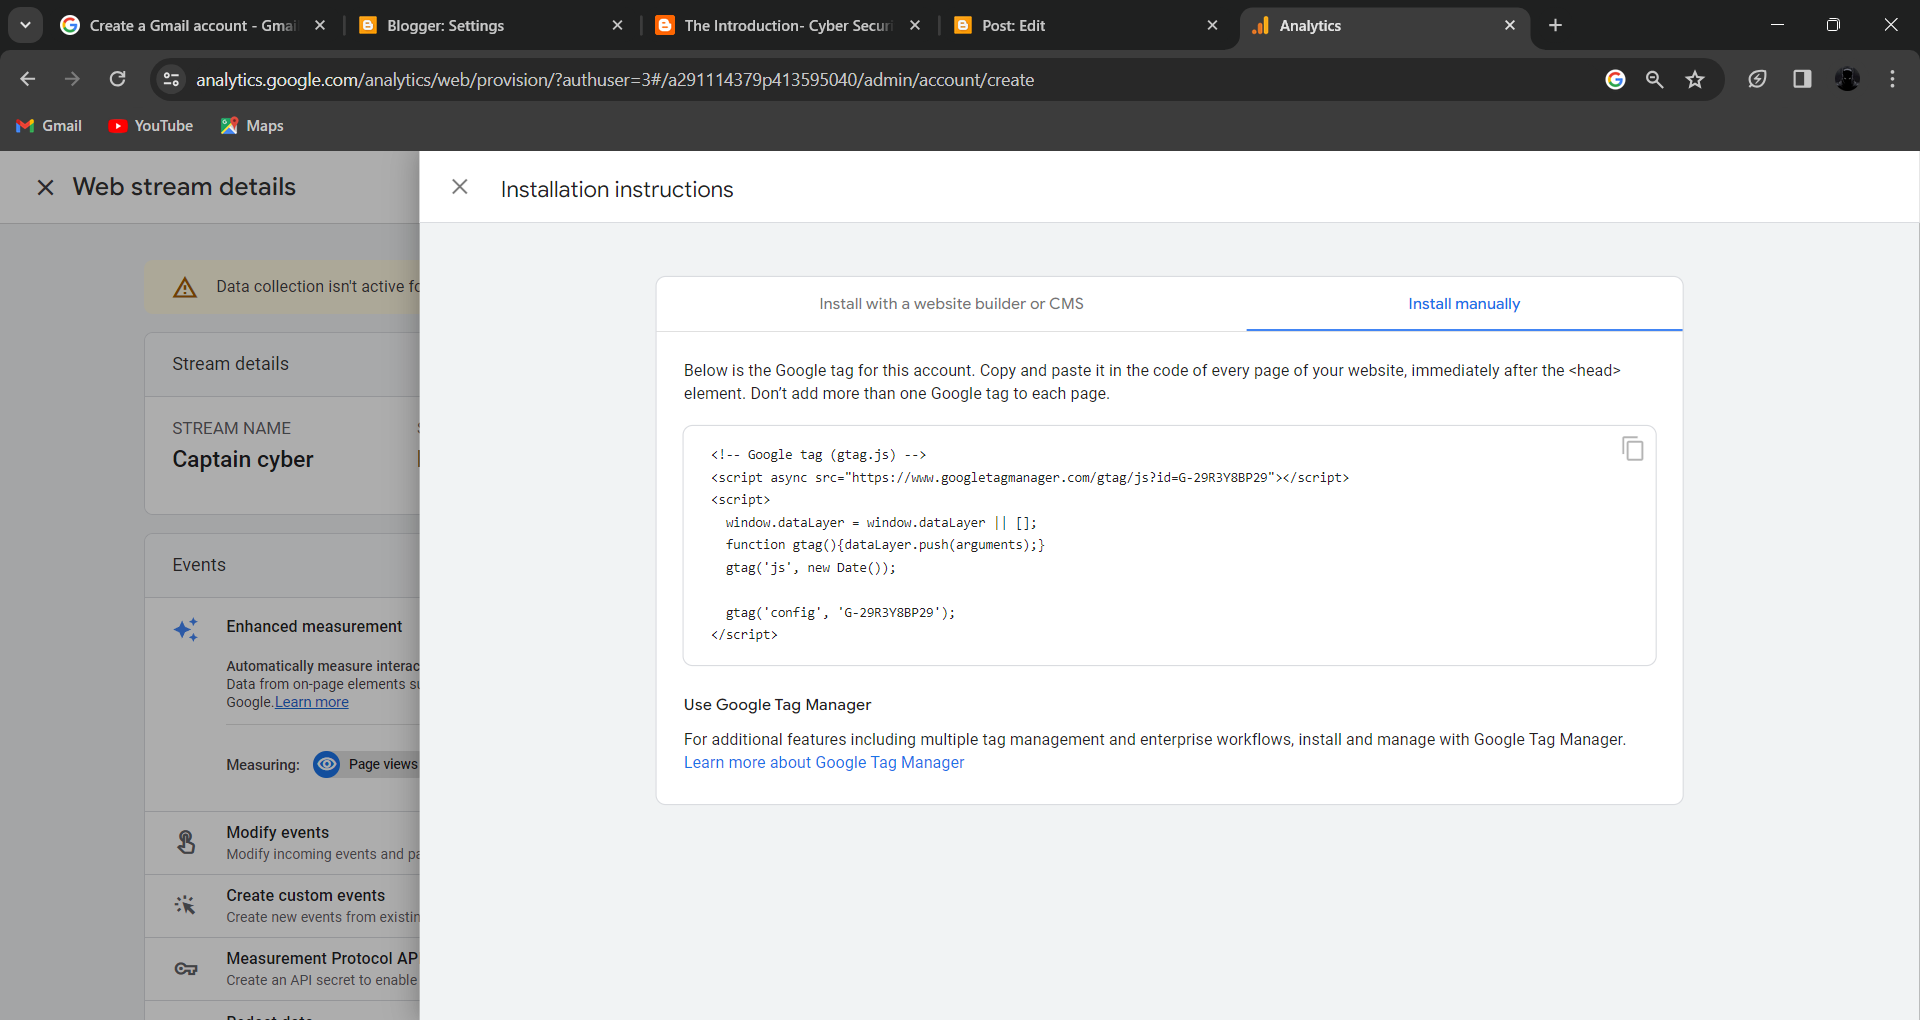 Create a Gmail account - Gmai
Blogger: Settings
The Introduction- Cyber Securi
Post: Edit
Analytics
analytics.google.com/analytics/web/provision/?authuser=3#/a291114379p413595040/admin/account/create
Gmail
YouTube
Maps
Web stream details
Data collection isn't active fo
Stream details
STREAM NAME
Captain cyber
Events
Enhanced measurement
Automatically measure interac
Data from on-page elements su
Google.Learn more
Measuring:
Page views
Modify events
Modify incoming events and pa
Create custom events
Create new events from existin
Measurement Protocol AP
Create an API secret to enable
Installation instructions
Install with a website builder or CMS
Install manually
Below is the Google tag for this account. Copy and paste it in the code of every page of your website, immediately after the <head>
element. Don't add more than one Google tag to each page.
<!-- Google tag (gtag.js) -->
<script async src="https://www.googletagmanager.com/gtag/js?id=G-29R3Y8BP29"></script>
<script>
window.dataLayer = window.dataLayer || [];
function gtag(){dataLayer.push(arguments);}
gtag('js', new Date());
gtag('config', 'G-29R3Y8BP29');
</script>
Use Google Tag Manager
For additional features including multiple tag management and enterprise workflows, install and manage with Google Tag Manager.
Learn more about Google Tag Manager